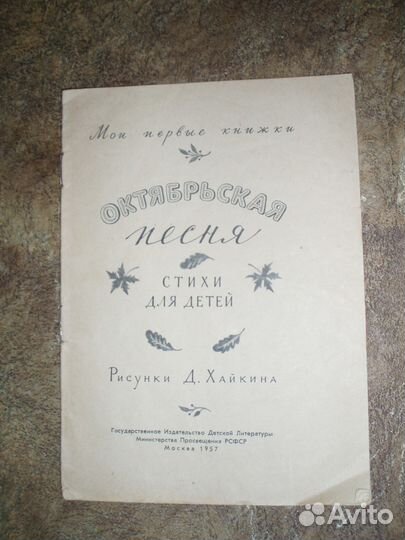 Мои первые книжки
ОКТЯБРЬСКАЯ
песня
СТИХИ
ДЛЯ ДЕТЕЙ
Рисунки Д. Хайкина
Государственное Издательство Детской Литературы
Министерства Просвещения РСФСР
Москва 1957
Avito